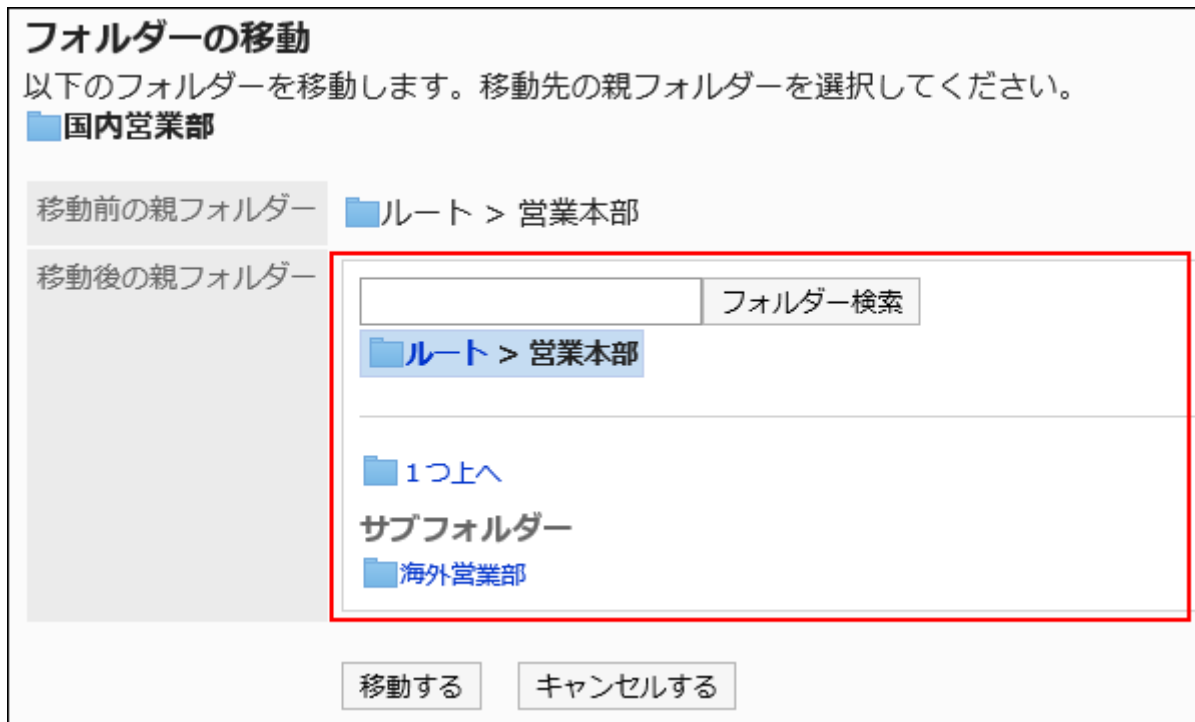 フォルダーの移動
以下のフォルダーを移動します。移動先の親フォルダーを選択してください。
国内営業部
移動前の親フォルダー ルート > 営業本部
移動後の親フォルダー
フォルダー検索
ルート > 営業本部
1つ上へ
サブフォルダー
海外営業部
移動する キャンセルする